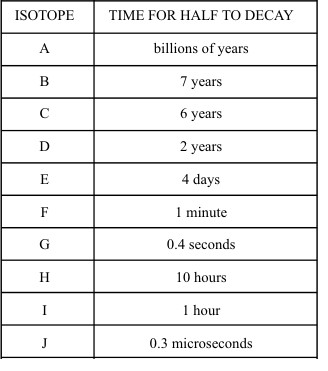 ISOTOPE TIME FOR HALF TO DECAY
A billions of years
B 7 years
C 6 years
D 2 years
E 4 days
F 1 minute
G 0.4 seconds
H 10 hours
I 1 hour
J 0.3 microseconds